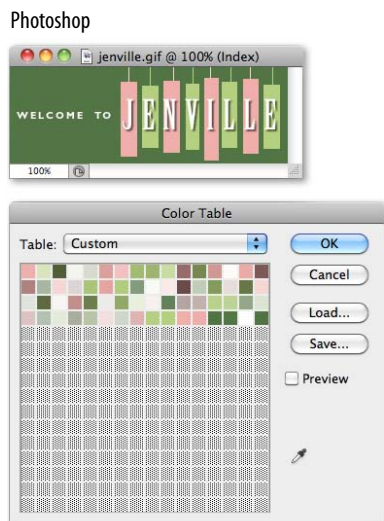 Photoshop
jenville.gif @ 100% (Index)
WELCOME TO JENVILLE
100%
Color Table
Table: Custom
OK
Cancel
Load...
Save...
Preview